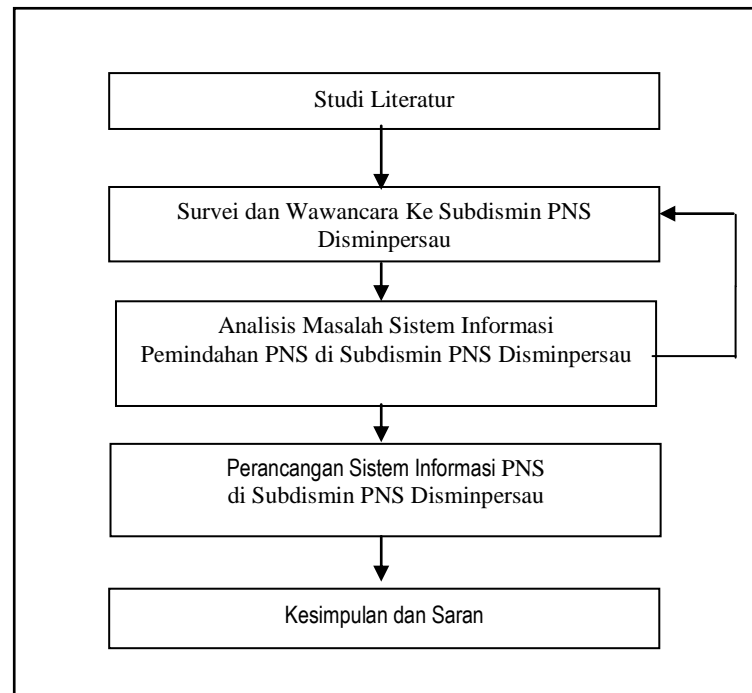 Studi Literatur
Survei dan Wawancara Ke Subdismin PNS
Disminpersau
Analisis Masalah Sistem Informasi
Pemindahan PNS di Subdismin PNS Disminpersau
Perancangan Sistem Informasi PNS
di Subdismin PNS Disminpersau
Kesimpulan dan Saran